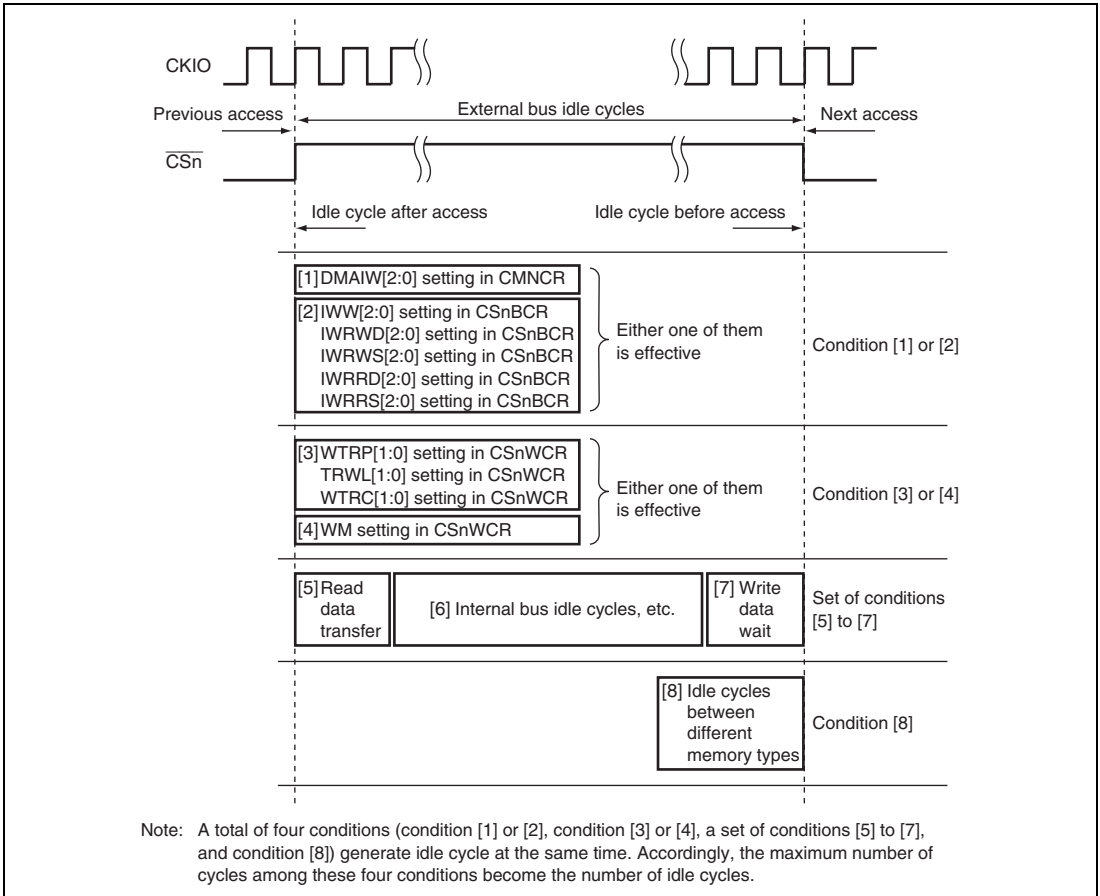 CKIO
Previous access
External bus idle cycles
Next access
CSn
Idle cycle after access
Idle cycle before access
[1]DMAIW[2:0] setting in CMNCR
[2]IWW[2:0] setting in CSnBCR
IWRWD[2:0] setting in CSnBCR
IWRWS[2:0] setting in CSnBCR
IWRRD[2:0] setting in CSnBCR
IWRRS[2:0] setting in CSnBCR
Either one of them
is effective
Condition [1] or [2]
[3]WTRP[1:0] setting in CSnWCR
TRWL[1:0] setting in CSnWCR
WTRC[1:0] setting in CSnWCR
[4]WM setting in CSnWCR
Either one of them
is effective
Condition [3] or [4]
[5]Read
data
transfer
[6] Internal bus idle cycles, etc.
[7] Write
data
wait
Set of conditions
[5] to [7]
[8] Idle cycles
between
different
memory types
Condition [8]
Note: A total of four conditions (condition [1] or [2], condition [3] or [4], a set of conditions [5] to [7],
and condition [8]) generate idle cycle at the same time. Accordingly, the maximum number of
cycles among these four conditions become the number of idle cycles.